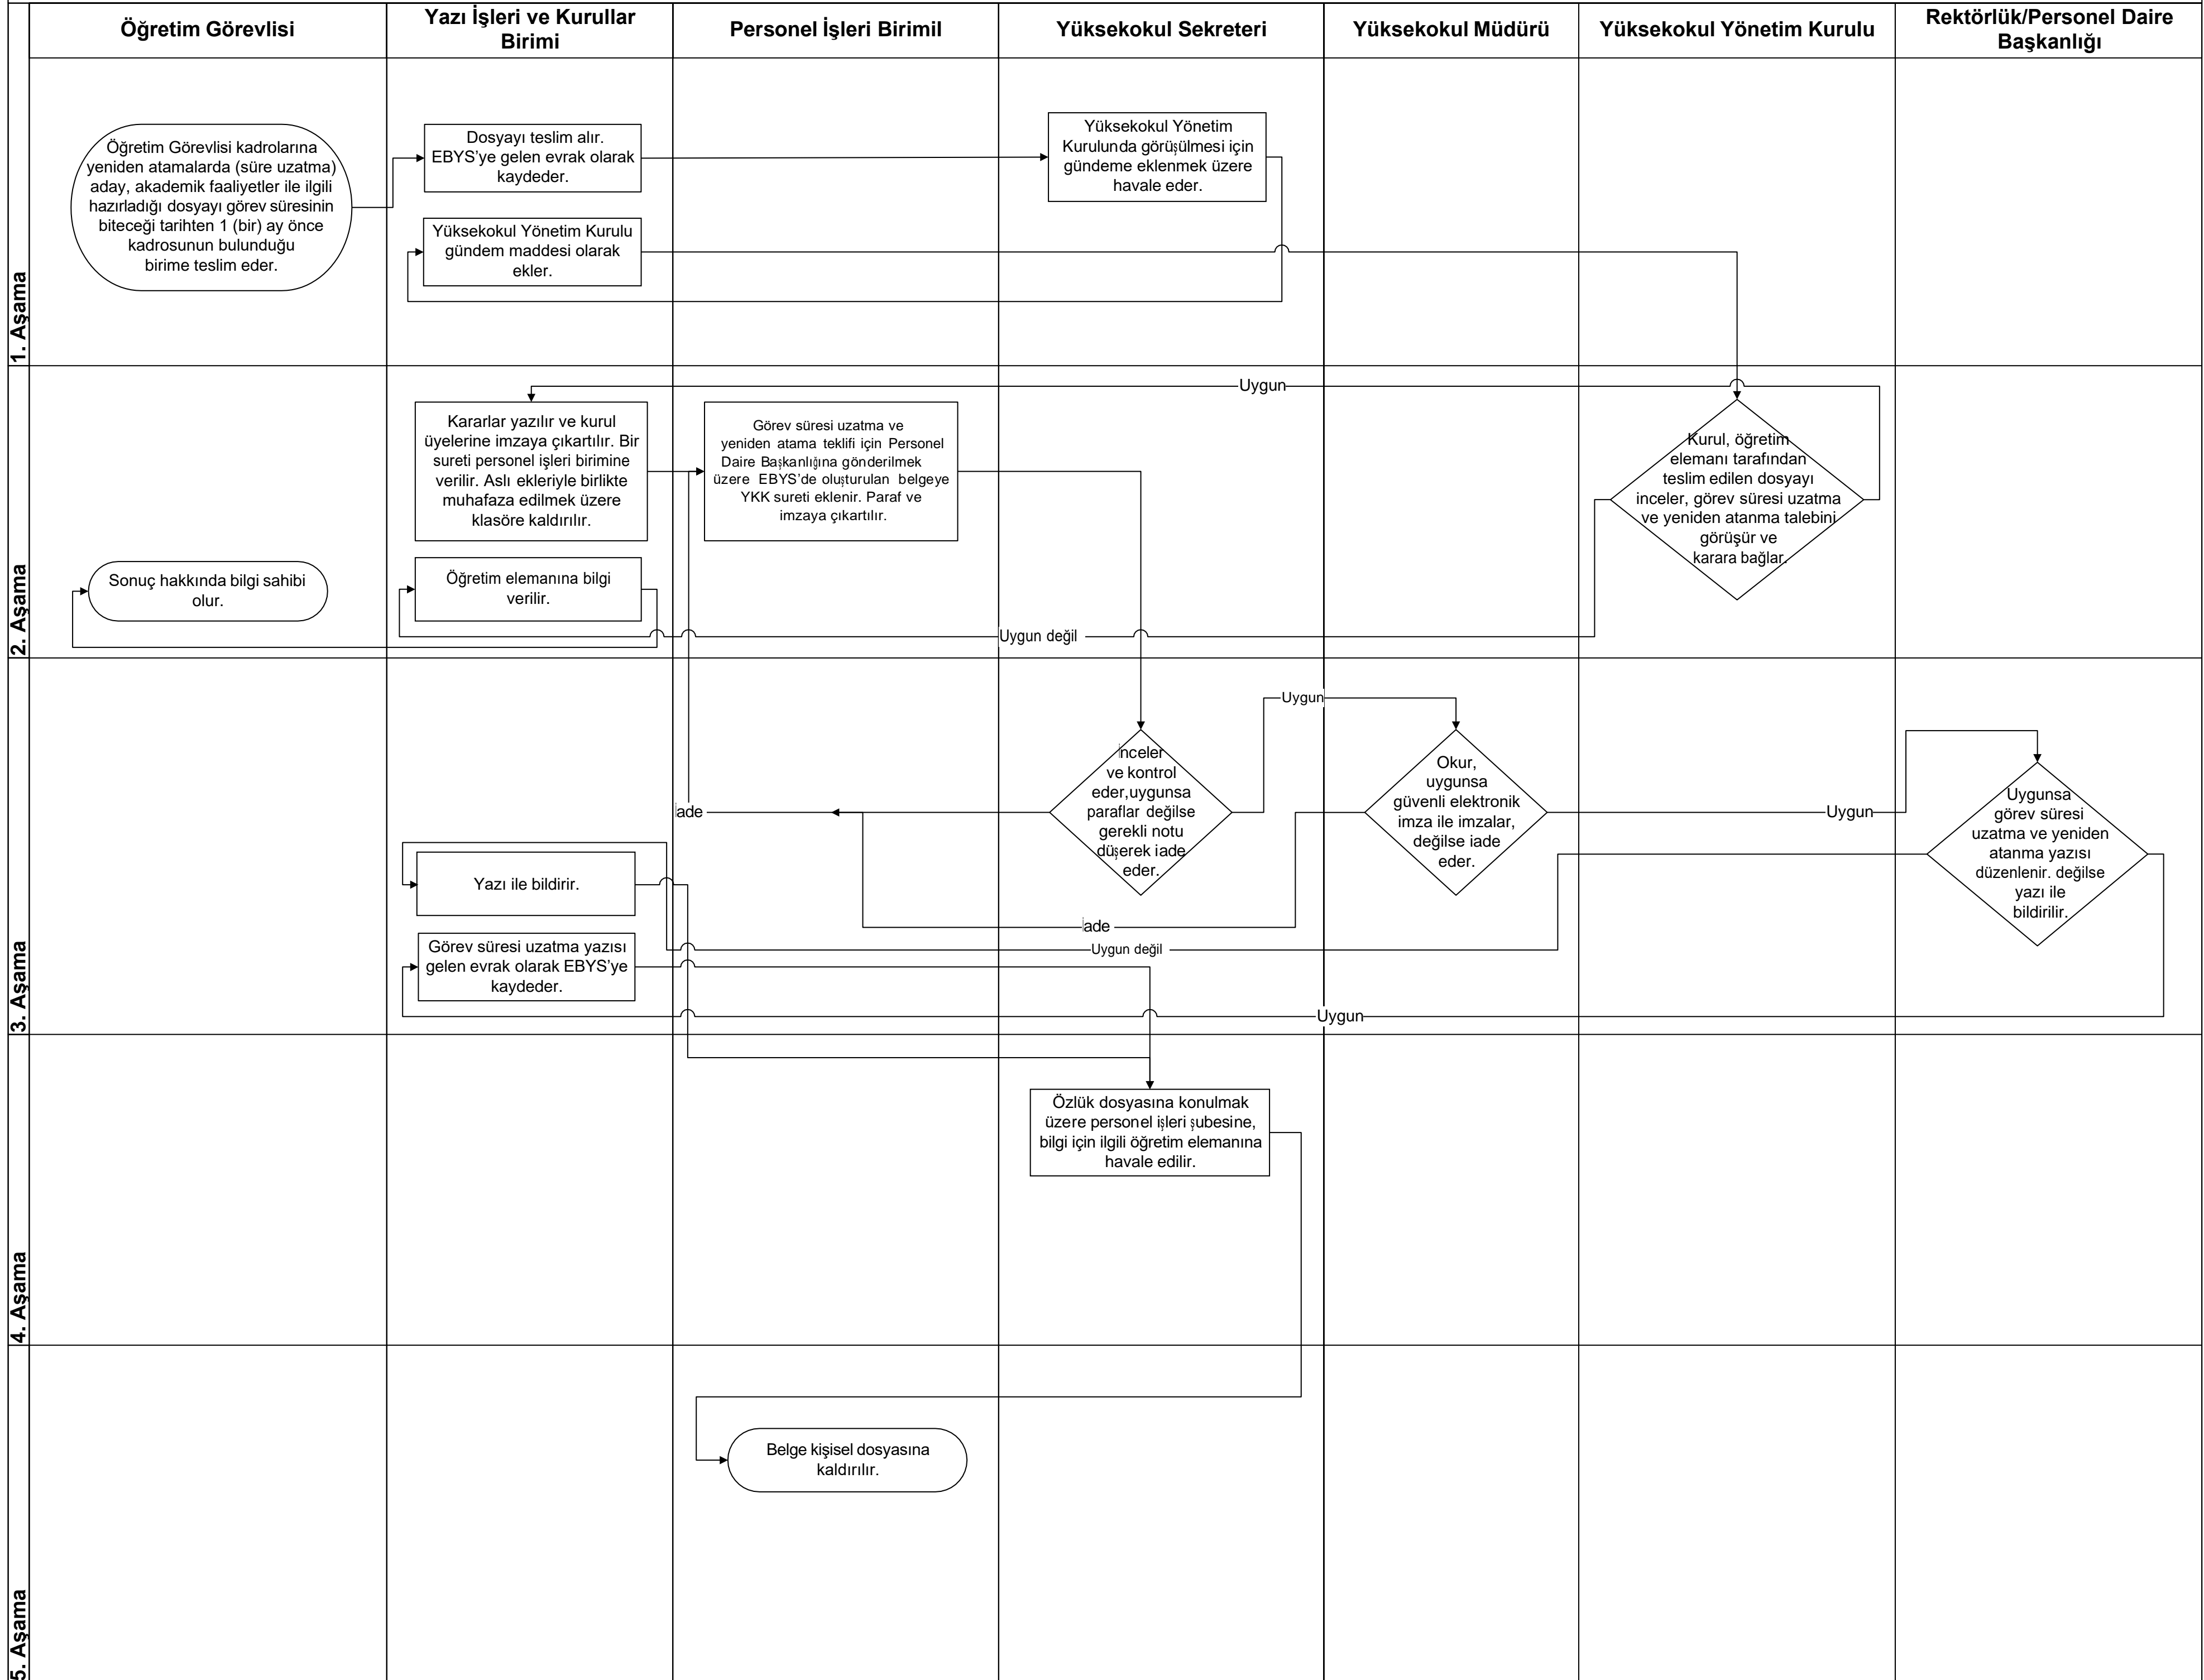 Öğretim Görevlisi
Yazı İşleri ve Kurullar
Birimi
Personel İşleri Birimil
Yüksekokul Sekreteri
Yüksekokul Müdürü
Yüksekokul Yönetim Kurulu
Rektörlük/Personel Daire
Başkanlığı
1. Aşama
Öğretim Görevlisi kadrolarına
yeniden atamalarda (süre uzatma)
aday, akademik faaliyetler ile ilgili
hazırladığı dosyayı görev süresinin
biteceği tarihten 1 (bir) ay önce
kadrosunun bulunduğu
birime teslim eder.
Dosyayı teslim alır.
EBYS'ye gelen evrak olarak
kaydeder.
Yüksekokul Yönetim
Kurulunda görüşülmesi için
gündeme eklenmek üzere
havale eder.
Yüksekokul Yönetim Kurulu
gündem maddesi olarak
ekler.
2. Aşama
Uygun
Kararlar yazılır ve kurul
üyelerine imzaya çıkartılır. Bir
sureti personel işleri birimine
verilir. Aslı ekleriyle birlikte
muhafaza edilmek üzere
klasöre kaldırılır.
Görev süresi uzatma ve
yeniden atama teklifi için Personel
Daire Başkanlığına gönderilmek
üzere EBYS'de oluşturulan belgeye
YKK sureti eklenir. Paraf ve
imzaya çıkartılır.
Kurul, öğretim
elemanı tarafından
teslim edilen dosyayı
inceler, görev süresi uzatma
ve yeniden atanma talebini
görüşür ve
karara bağlar.
Sonuç hakkında bilgi sahibi
olur.
Öğretim elemanına bilgi
verilir.
Uygun değil
3. Aşama
Uygun
İnceler
ve kontrol
eder,uygunsa
paraflar değilse
gerekli notu
düşerek iade
eder.
Okur,
uygunsa
güvenli elektronik
imza ile imzalar,
değilse iade
eder.
Uygun
Uygunsa
görev süresi
uzatma ve yeniden
atanma yazısı
düzenlenir. değilse
yazı ile
bildirilir.
İade
Yazı ile bildirir.
İade
Uygun değil
Görev süresi uzatma yazısı
gelen evrak olarak EBYS'ye
kaydeder.
Uygun
4. Aşama
Özlük dosyasına konulmak
üzere personel işleri şubesine,
bilgi için ilgili öğretim elemanına
havale edilir.
5. Aşama
Belge kişisel dosyasına
kaldırılır.